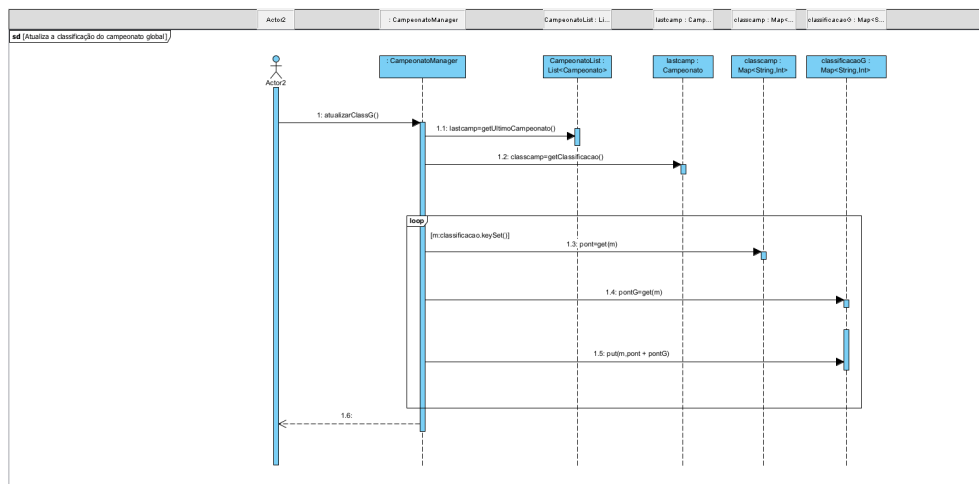 Actor2
: CampeonatoManager
CampeonatoList : Li...
lastcamp : Camp...
classcamp : Map<...
classificacaoG : Map<S...
sd [Atualiza a classificação do campeonato global]
Actor2
: CampeonatoManager
CampeonatoList :
List<Campeonato>
lastcamp :
Campeonato
classcamp :
Map<String,Int>
classificacaoG :
Map<String,Int>
1: atualizarClassG()
1.1: lastcamp=getUltimoCampeonato()
1.2: classcamp=getClassificacao()
loop
[m:classificacao.keySet()]
1.3: pont=get(m)
1.4: pontG=get(m)
1.5: put(m,pont + pontG)
1.6: